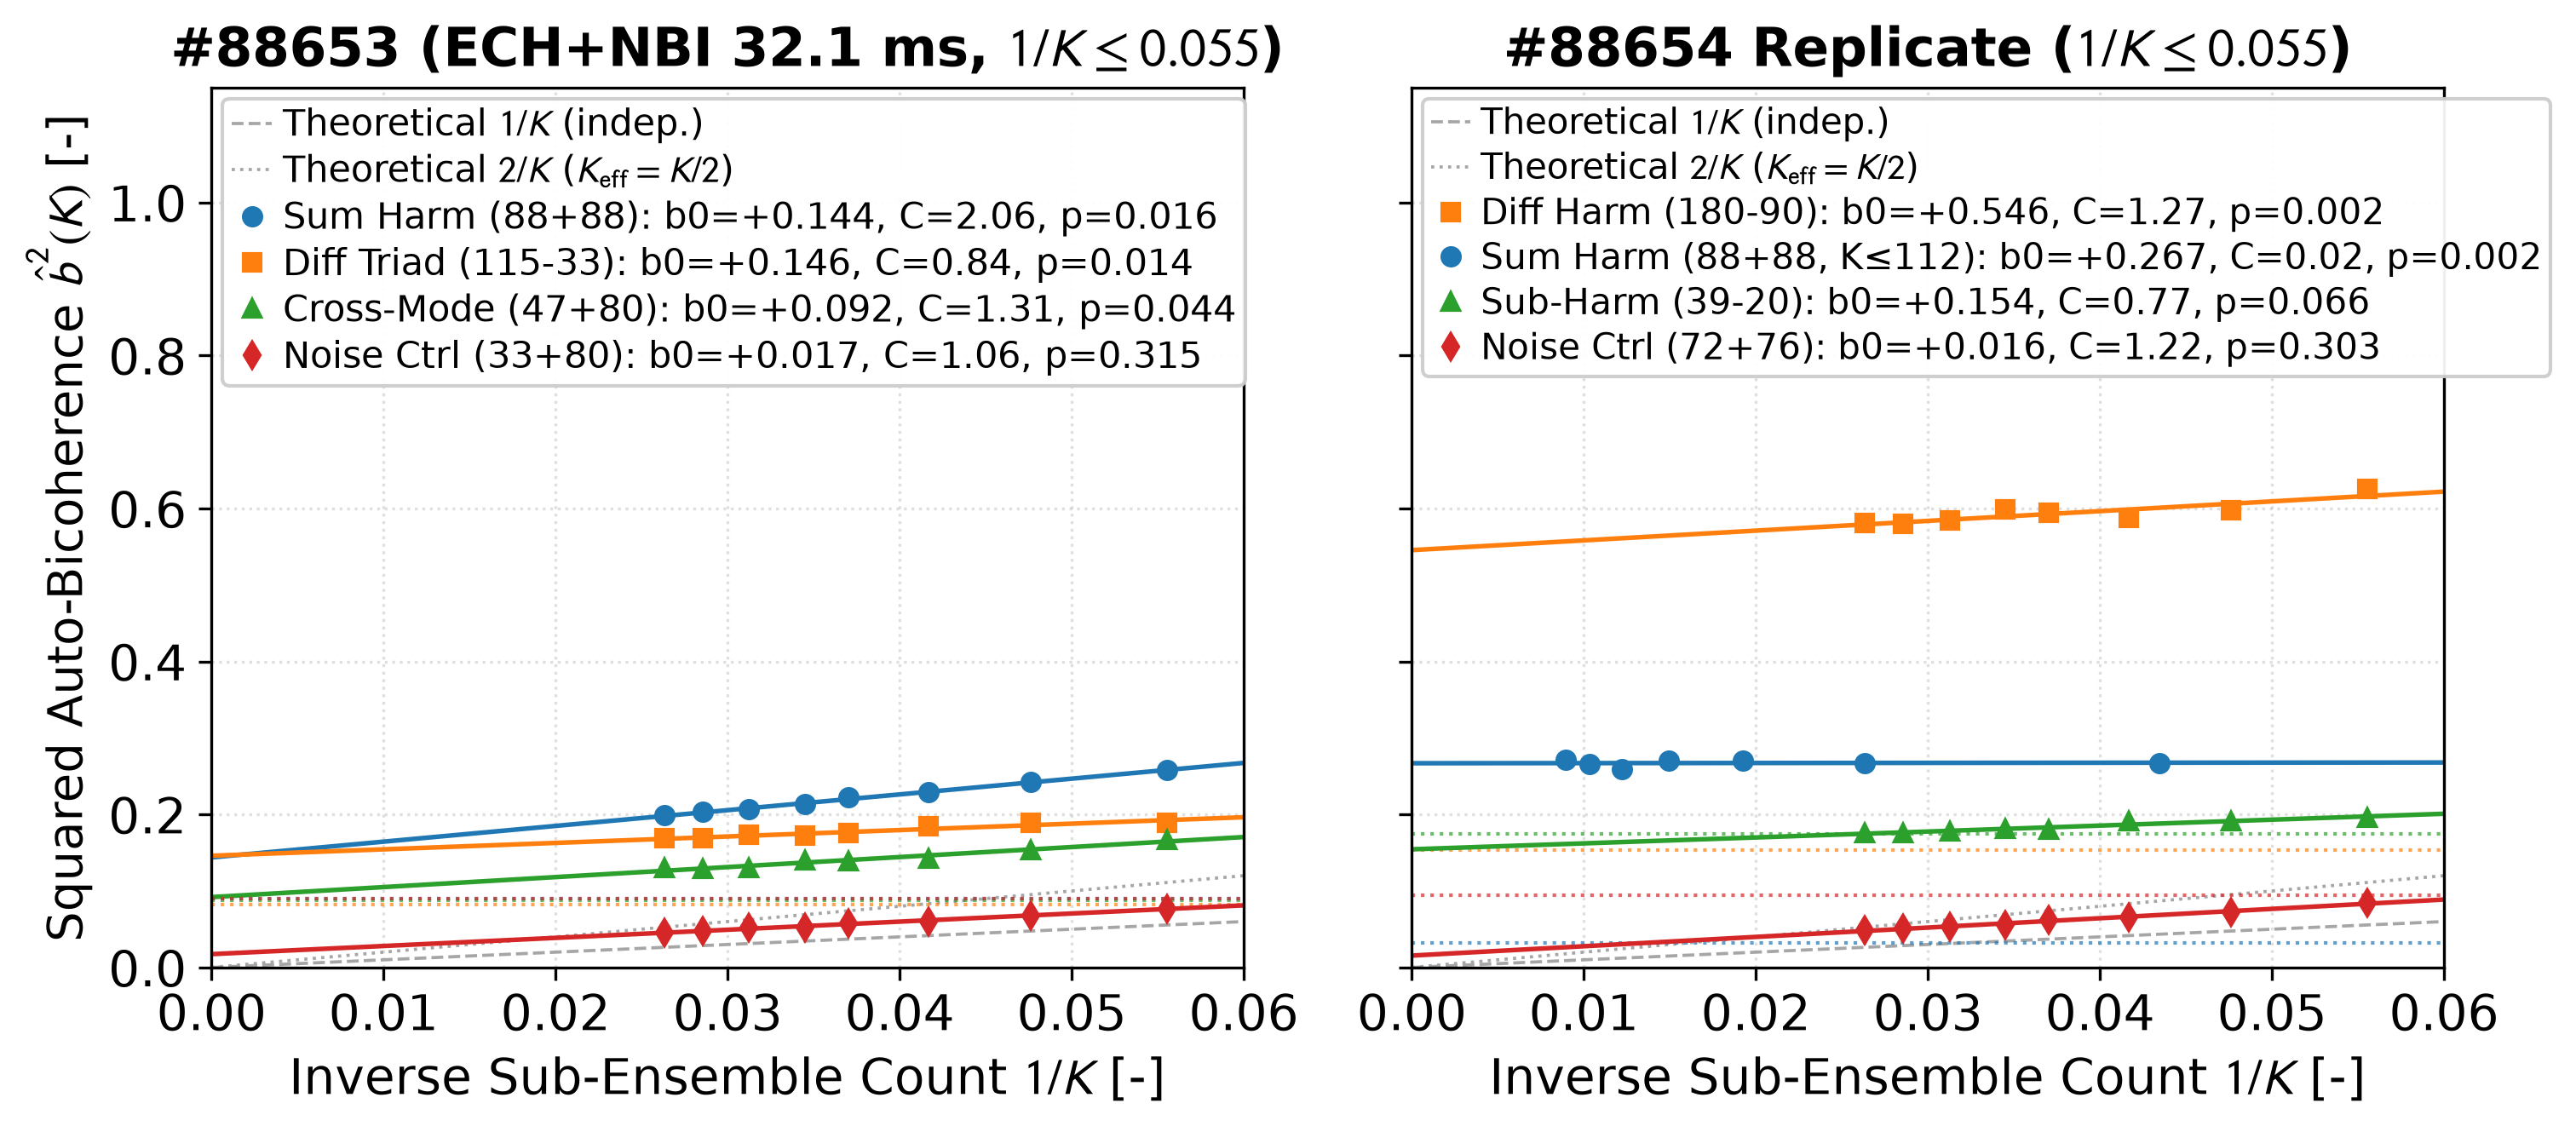 #88653 (ECH+NBI 32.1 ms, 1/K ≤ 0.055)
Theoretical 1/K (indep.)
Theoretical 2/K (K_eff = K/2)
Sum Harm (88+88): b0=+0.144, C=2.06, p=0.016
Diff Triad (115-33): b0=+0.146, C=0.84, p=0.014
Cross-Mode (47+80): b0=+0.092, C=1.31, p=0.044
Noise Ctrl (33+80): b0=+0.017, C=1.06, p=0.315
Squared Auto-Bicoherence b̂²(K) [-]
1.0
0.8
0.6
0.4
0.2
0.0
0.00 0.01 0.02 0.03 0.04 0.05 0.06
Inverse Sub-Ensemble Count 1/K [-]
#88654 Replicate (1/K ≤ 0.055)
Theoretical 1/K (indep.)
Theoretical 2/K (K_eff = K/2)
Diff Harm (180-90): b0=+0.546, C=1.27, p=0.002
Sum Harm (88+88, K≤112): b0=+0.267, C=0.02, p=0.002
Sub-Harm (39-20): b0=+0.154, C=0.77, p=0.066
Noise Ctrl (72+76): b0=+0.016, C=1.22, p=0.303
0.00 0.01 0.02 0.03 0.04 0.05 0.06
Inverse Sub-Ensemble Count 1/K [-]